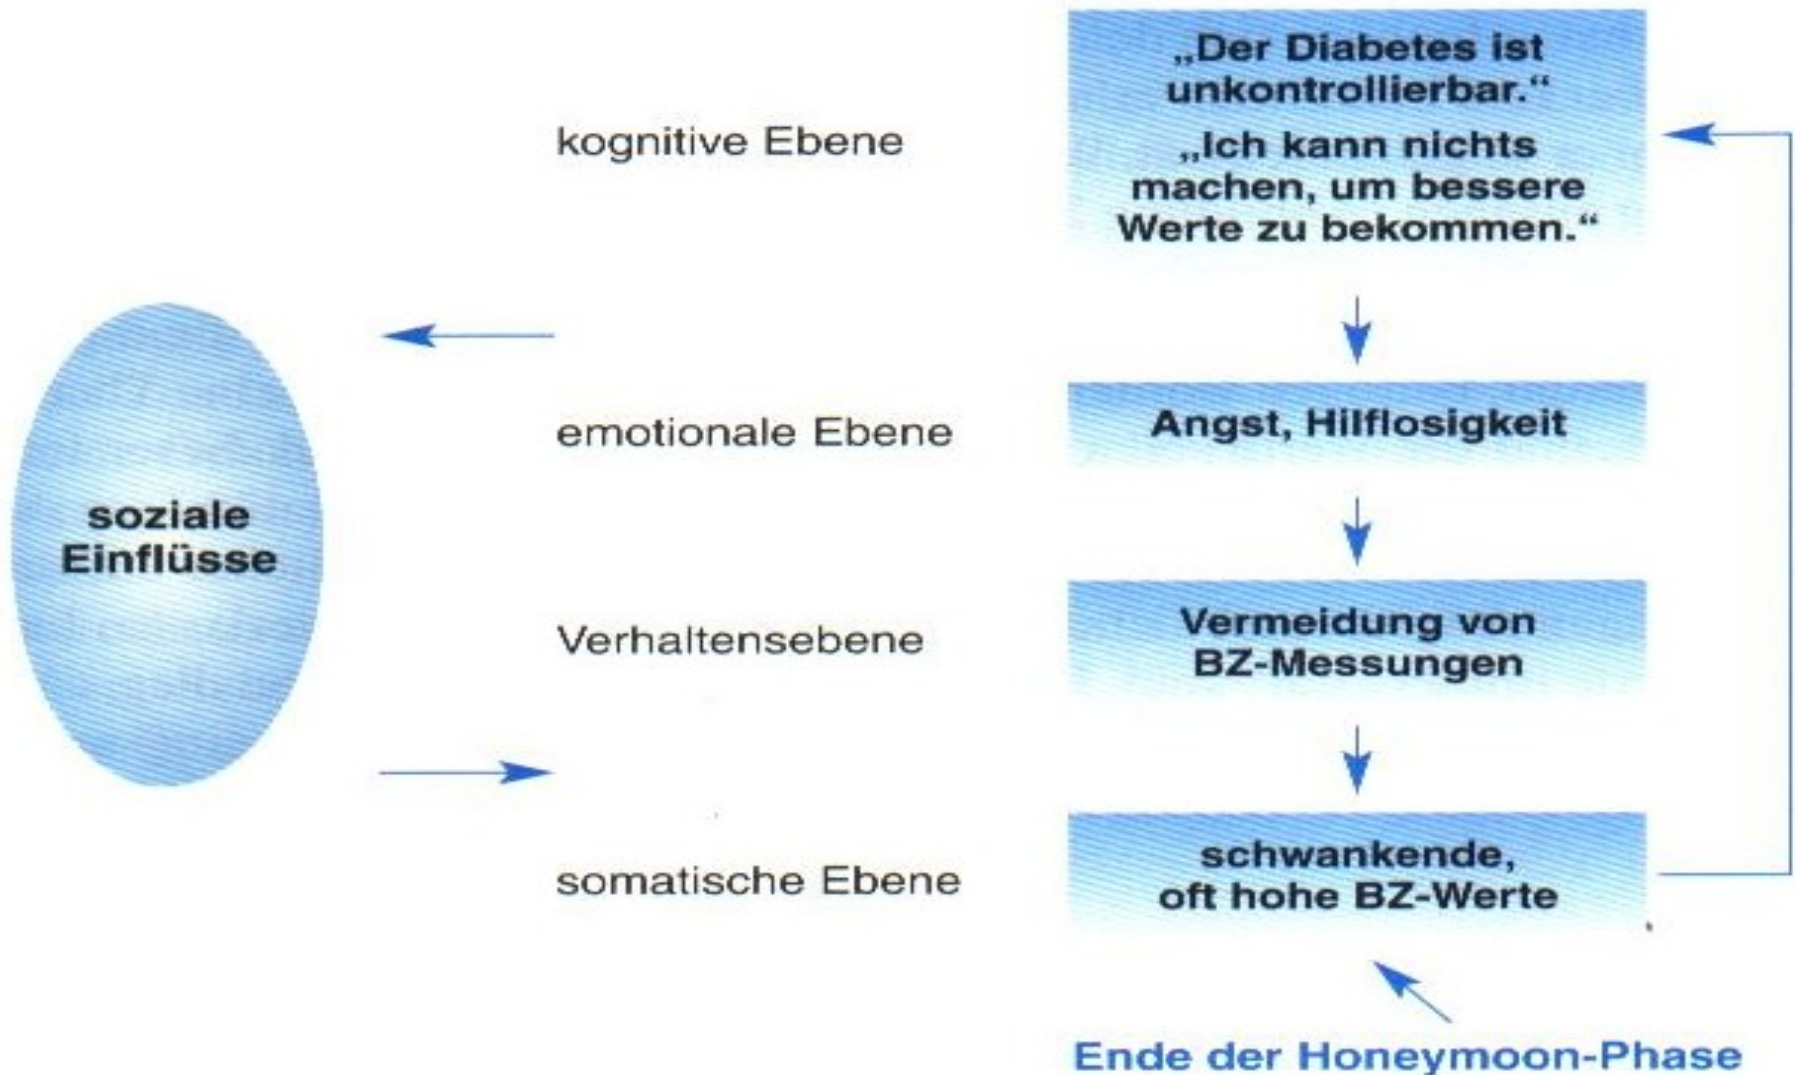 „Der Diabetes ist
unkontrollierbar.“
„Ich kann nichts
machen, um bessere
Werte zu bekommen.“
kognitive Ebene
emotionale Ebene
Angst, Hilflosigkeit
soziale
Einflüsse
Verhaltensebene
Vermeidung von
BZ-Messungen
somatische Ebene
schwankende,
oft hohe BZ-Werte
Ende der Honeymoon-Phase